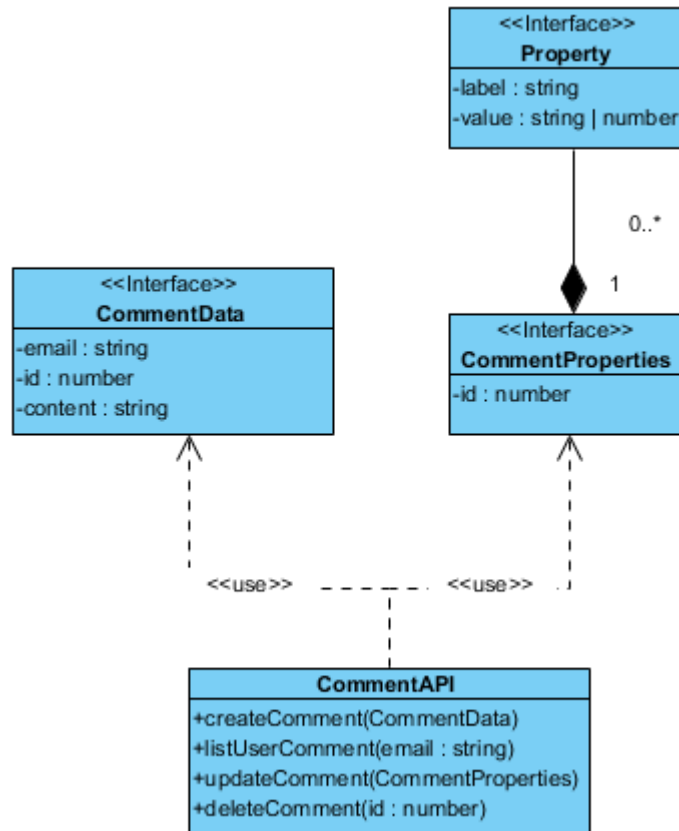 <<Interface>>
Property
-label : string
-value : string | number
0..*
1
<<Interface>>
CommentData
-email : string
-id : number
-content : string
<<Interface>>
CommentProperties
-id : number
<<use>>
<<use>>
CommentAPI
+createComment(CommentData)
+listUserComment(email : string)
+updateComment(CommentProperties)
+deleteComment(id : number)